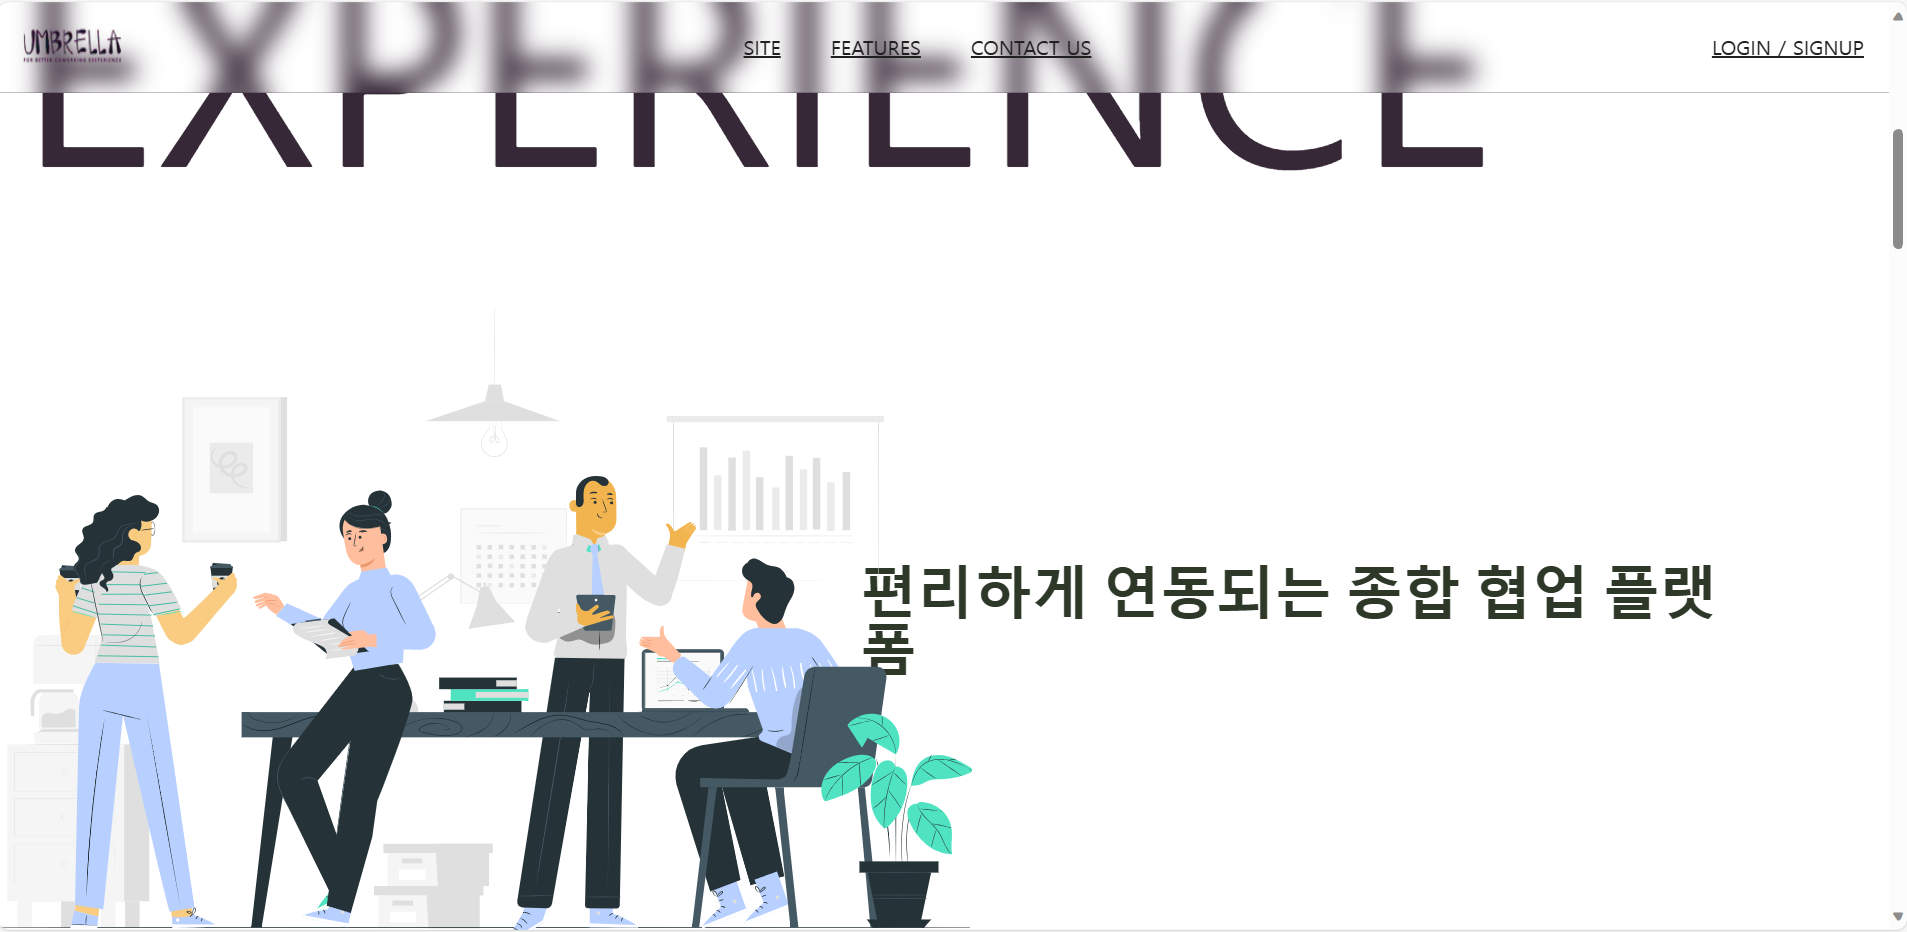 UMBRELLA
FOR BETTER COWORKING EXEPERIENCE
SITE
FEATURES
CONTACT US
LOGIN / SIGNUP
EXPERIENCE
편리하게 연동되는 종합 협업 플랫
폼